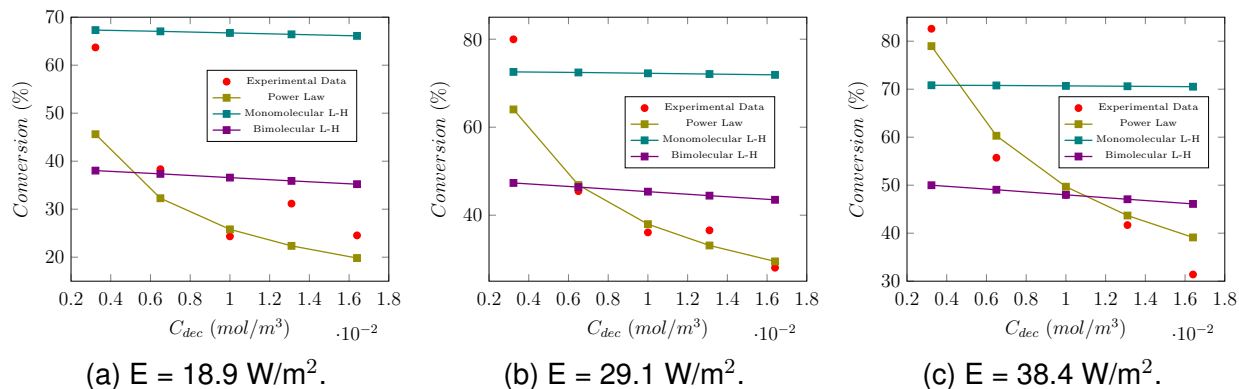 70
60
50
40
30
20
Conversion (%)
Experimental Data
Power Law
Monomolecular L-H
Bimolecular L-H
0.2 0.4 0.6 0.8 1 1.2 1.4 1.6 1.8
C_dec (mol/m³) ·10⁻²
(a) E = 18.9 W/m².
80
60
40
Conversion (%)
Experimental Data
Power Law
Monomolecular L-H
Bimolecular L-H
0.2 0.4 0.6 0.8 1 1.2 1.4 1.6 1.8
C_dec (mol/m³) ·10⁻²
(b) E = 29.1 W/m².
80
70
60
50
40
30
Conversion (%)
Experimental Data
Power Law
Monomolecular L-H
Bimolecular L-H
0.2 0.4 0.6 0.8 1 1.2 1.4 1.6 1.8
C_dec (mol/m³) ·10⁻²
(c) E = 38.4 W/m².